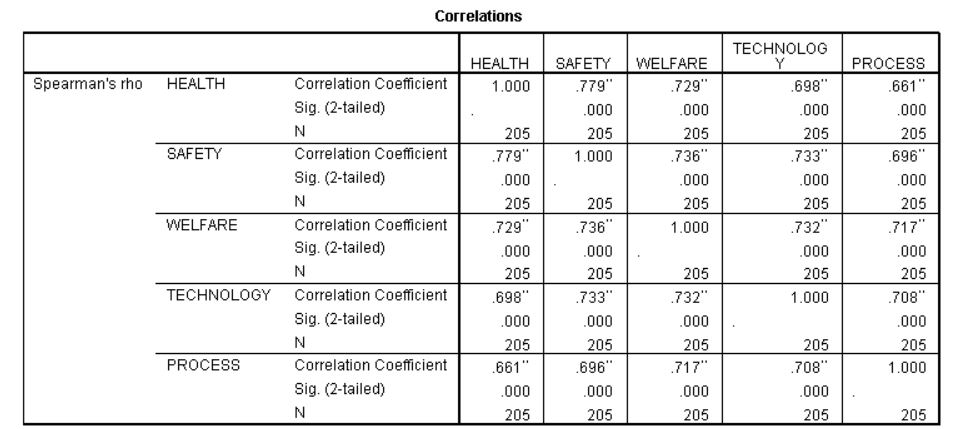 Correlations
HEALTH SAFETY WELFARE TECHNOLOG
Y PROCESS
Spearman's rho HEALTH Correlation Coefficient 1.000 .779** .729** .698** .661**
Sig. (2-tailed) . .000 .000 .000 .000
N 205 205 205 205 205
SAFETY Correlation Coefficient .779** 1.000 .736** .733** .696**
Sig. (2-tailed) .000 . .000 .000 .000
N 205 205 205 205 205
WELFARE Correlation Coefficient .729** .736** 1.000 .732** .717**
Sig. (2-tailed) .000 .000 . .000 .000
N 205 205 205 205 205
TECHNOLOGY Correlation Coefficient .698** .733** .732** 1.000 .708**
Sig. (2-tailed) .000 .000 .000 . .000
N 205 205 205 205 205
PROCESS Correlation Coefficient .661** .696** .717** .708** 1.000
Sig. (2-tailed) .000 .000 .000 .000 .
N 205 205 205 205 205